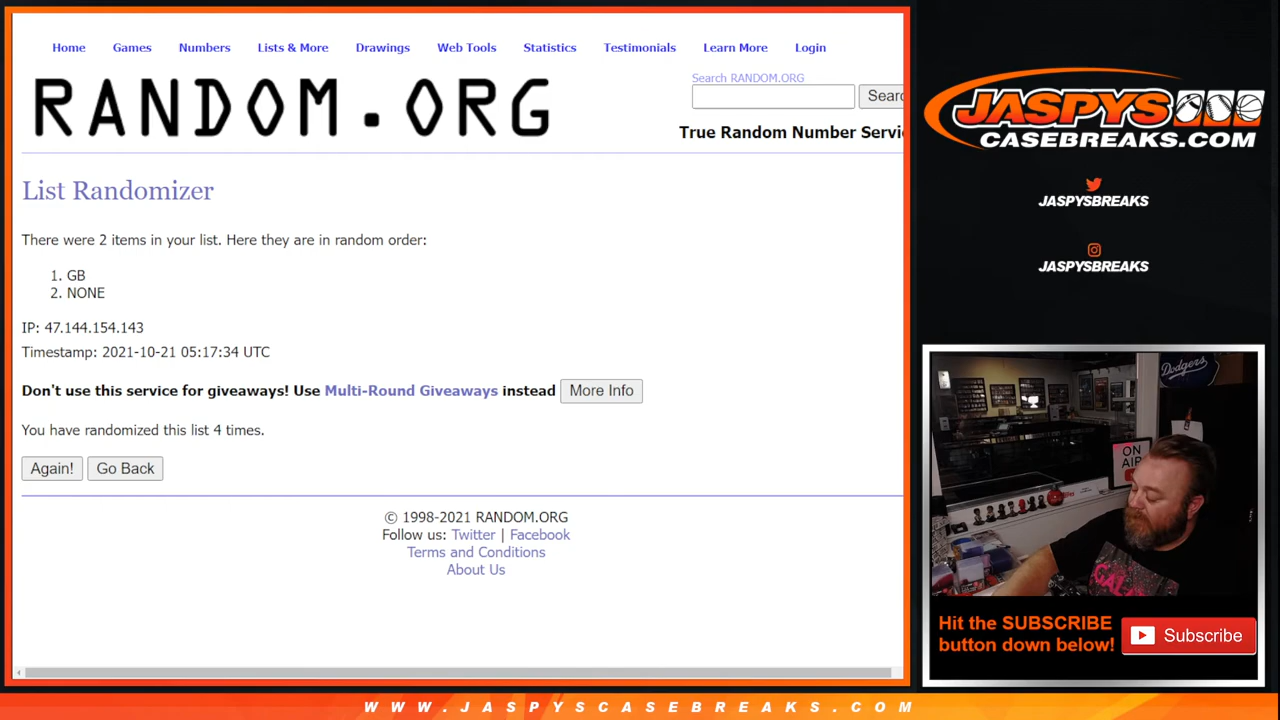 Home Games Numbers Lists & More Drawings Web Tools Statistics Testimonials Learn More Login
RANDOM.ORG
Search RANDOM.ORG
Searc
True Random Number Servi
List Randomizer
There were 2 items in your list. Here they are in random order:
1. GB
2. NONE
IP: 47.144.154.143
Timestamp: 2021-10-21 05:17:34 UTC
Don't use this service for giveaways! Use Multi-Round Giveaways instead More Info
You have randomized this list 4 times.
Again! Go Back
© 1998-2021 RANDOM.ORG
Follow us: Twitter | Facebook
Terms and Conditions
About Us
JASPYS
CASEBREAKS.COM
JASPYSBREAKS
JASPYSBREAKS
Dodgers
ON
AIR
GALA
Hit the SUBSCRIBE
button down below!
Subscribe
WWW.JASPYSCASEBREAKS.COM